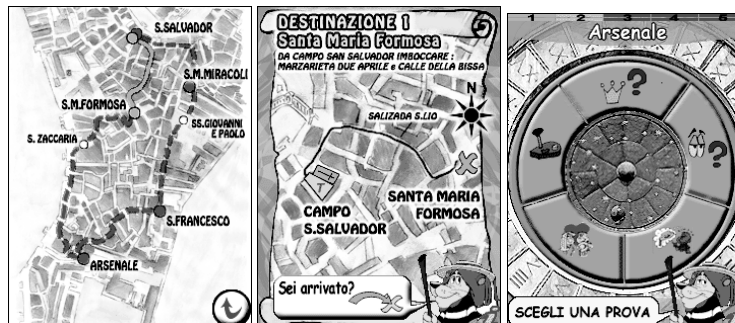 S.SALVADOR
S.M.MIRACOLI
S.M.FORMOSA
SS.GIOVANNI
E PAOLO
S. ZACCARIA
S.FRANCESCO
ARSENALE
DESTINAZIONE 1
Santa Maria Formosa
DA CAMPO SAN SALVADOR IMBOCCARE :
MARZARIETA DUE APRILE e CALLE DELLA BISSA
N
SALIZADA S.LIO
SANTA MARIA
FORMOSA
CAMPO
S.SALVADOR
Sei arrivato?
1 2 3 4 5
Arsenale
?
?
SCEGLI UNA PROVA